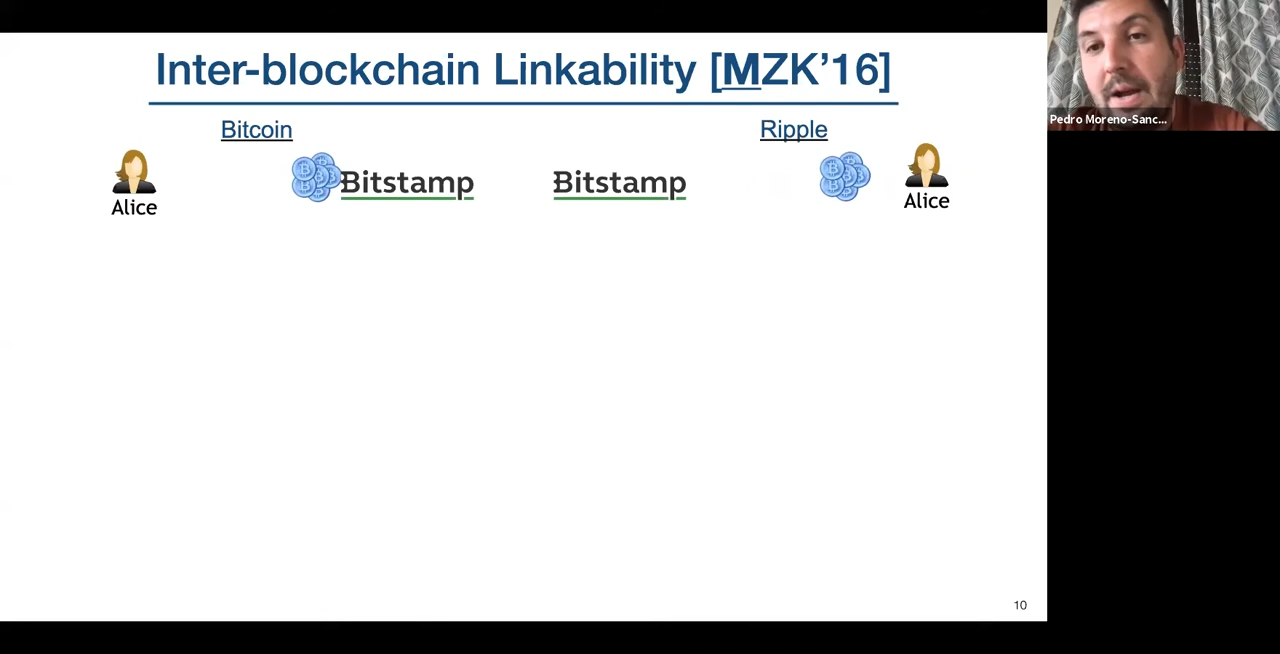 Inter-blockchain Linkability [MZK'16]
Bitcoin
Ripple
Alice
Bitstamp
Bitstamp
Alice
Pedro Moreno-Sanc...
10